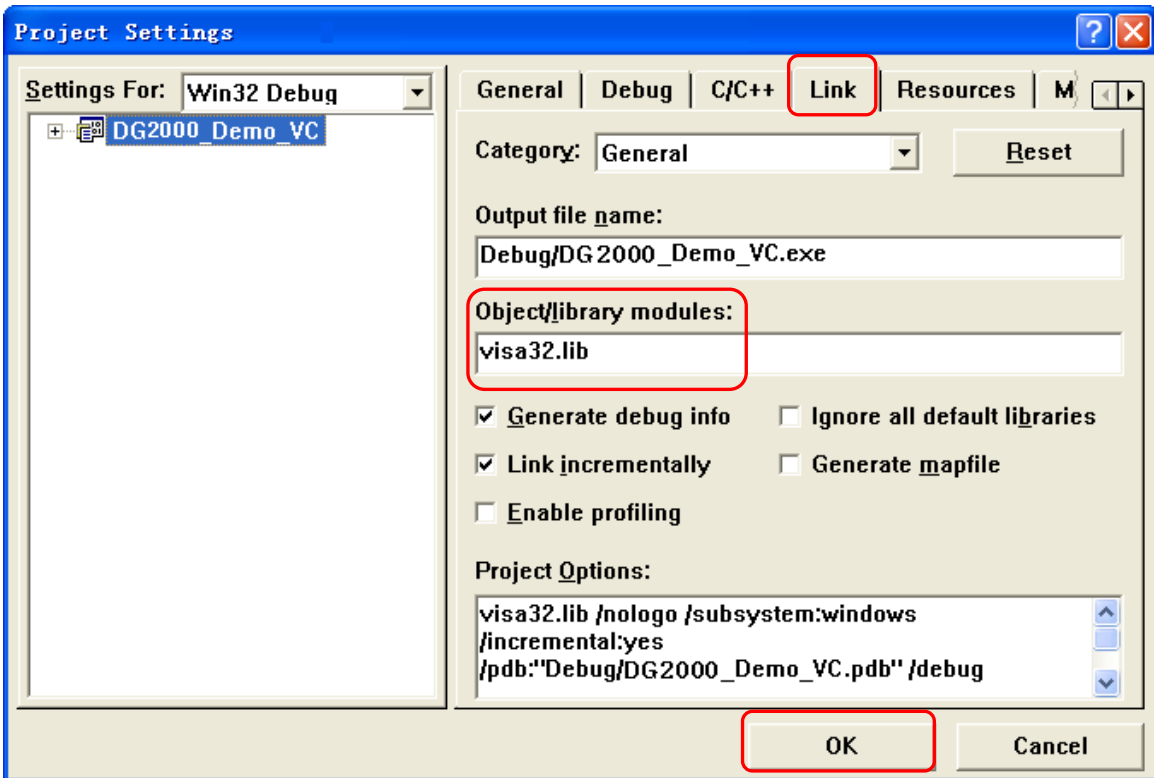 Project Settings
Settings For: Win32 Debug
DG2000_Demo_VC
General Debug C/C++ Link Resources M
Category: General Reset
Output file name:
Debug/DG2000_Demo_VC.exe
Object/library modules:
visa32.lib
Generate debug info Ignore all default libraries
Link incrementally Generate mapfile
Enable profiling
Project Options:
visa32.lib /nologo /subsystem:windows
/incremental:yes
/pdb:"Debug/DG2000_Demo_VC.pdb" /debug
OK Cancel